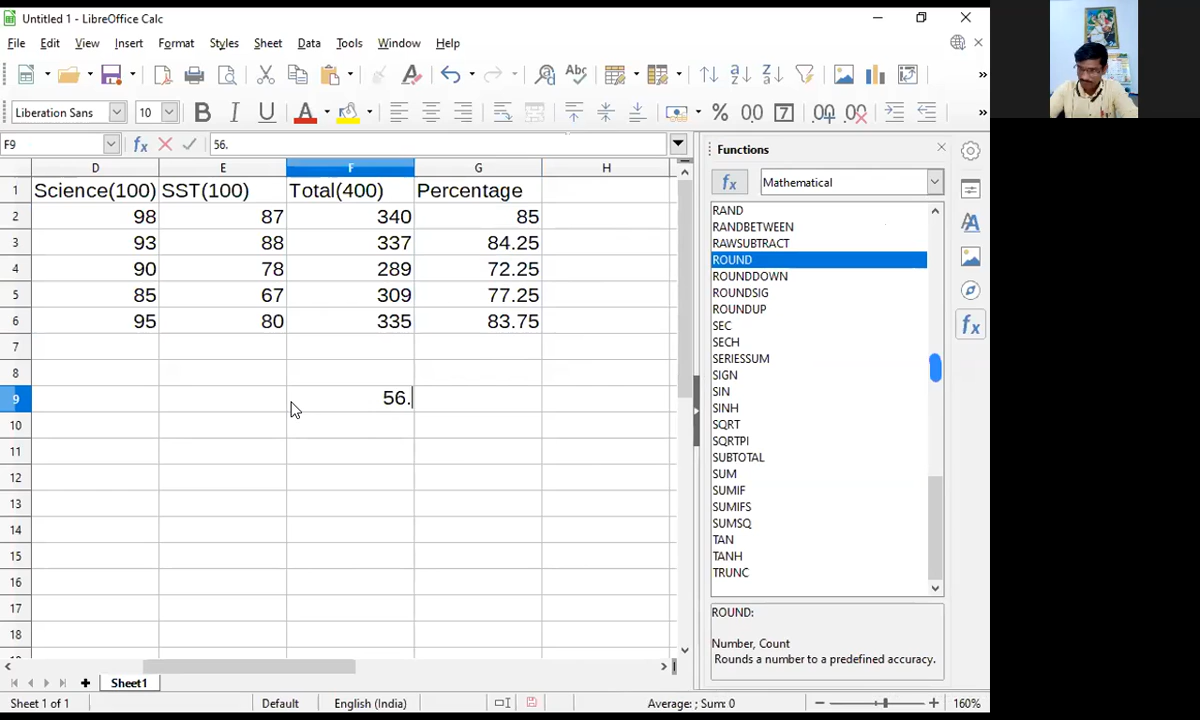 Untitled 1 - LibreOffice Calc
File Edit View Insert Format Styles Sheet Data Tools Window Help
Liberation Sans 10
F9 56.
D E F G H
1 Science(100) SST(100) Total(400) Percentage
2 98 87 340 85
3 93 88 337 84.25
4 90 78 289 72.25
5 85 67 309 77.25
6 95 80 335 83.75
7
8
9 56.
10
11
12
13
14
15
16
17
18
Functions
Mathematical
RAND
RANDBETWEEN
RAWSUBTRACT
ROUND
ROUNDDOWN
ROUNDSIG
ROUNDUP
SEC
SECH
SERIESSUM
SIGN
SIN
SINH
SQRT
SQRTPI
SUBTOTAL
SUM
SUMIF
SUMIFS
SUMSQ
TAN
TANH
TRUNC
ROUND:
Number, Count
Rounds a number to a predefined accuracy.
Sheet1
Sheet 1 of 1 Default English (India) Average: ; Sum: 0 160%